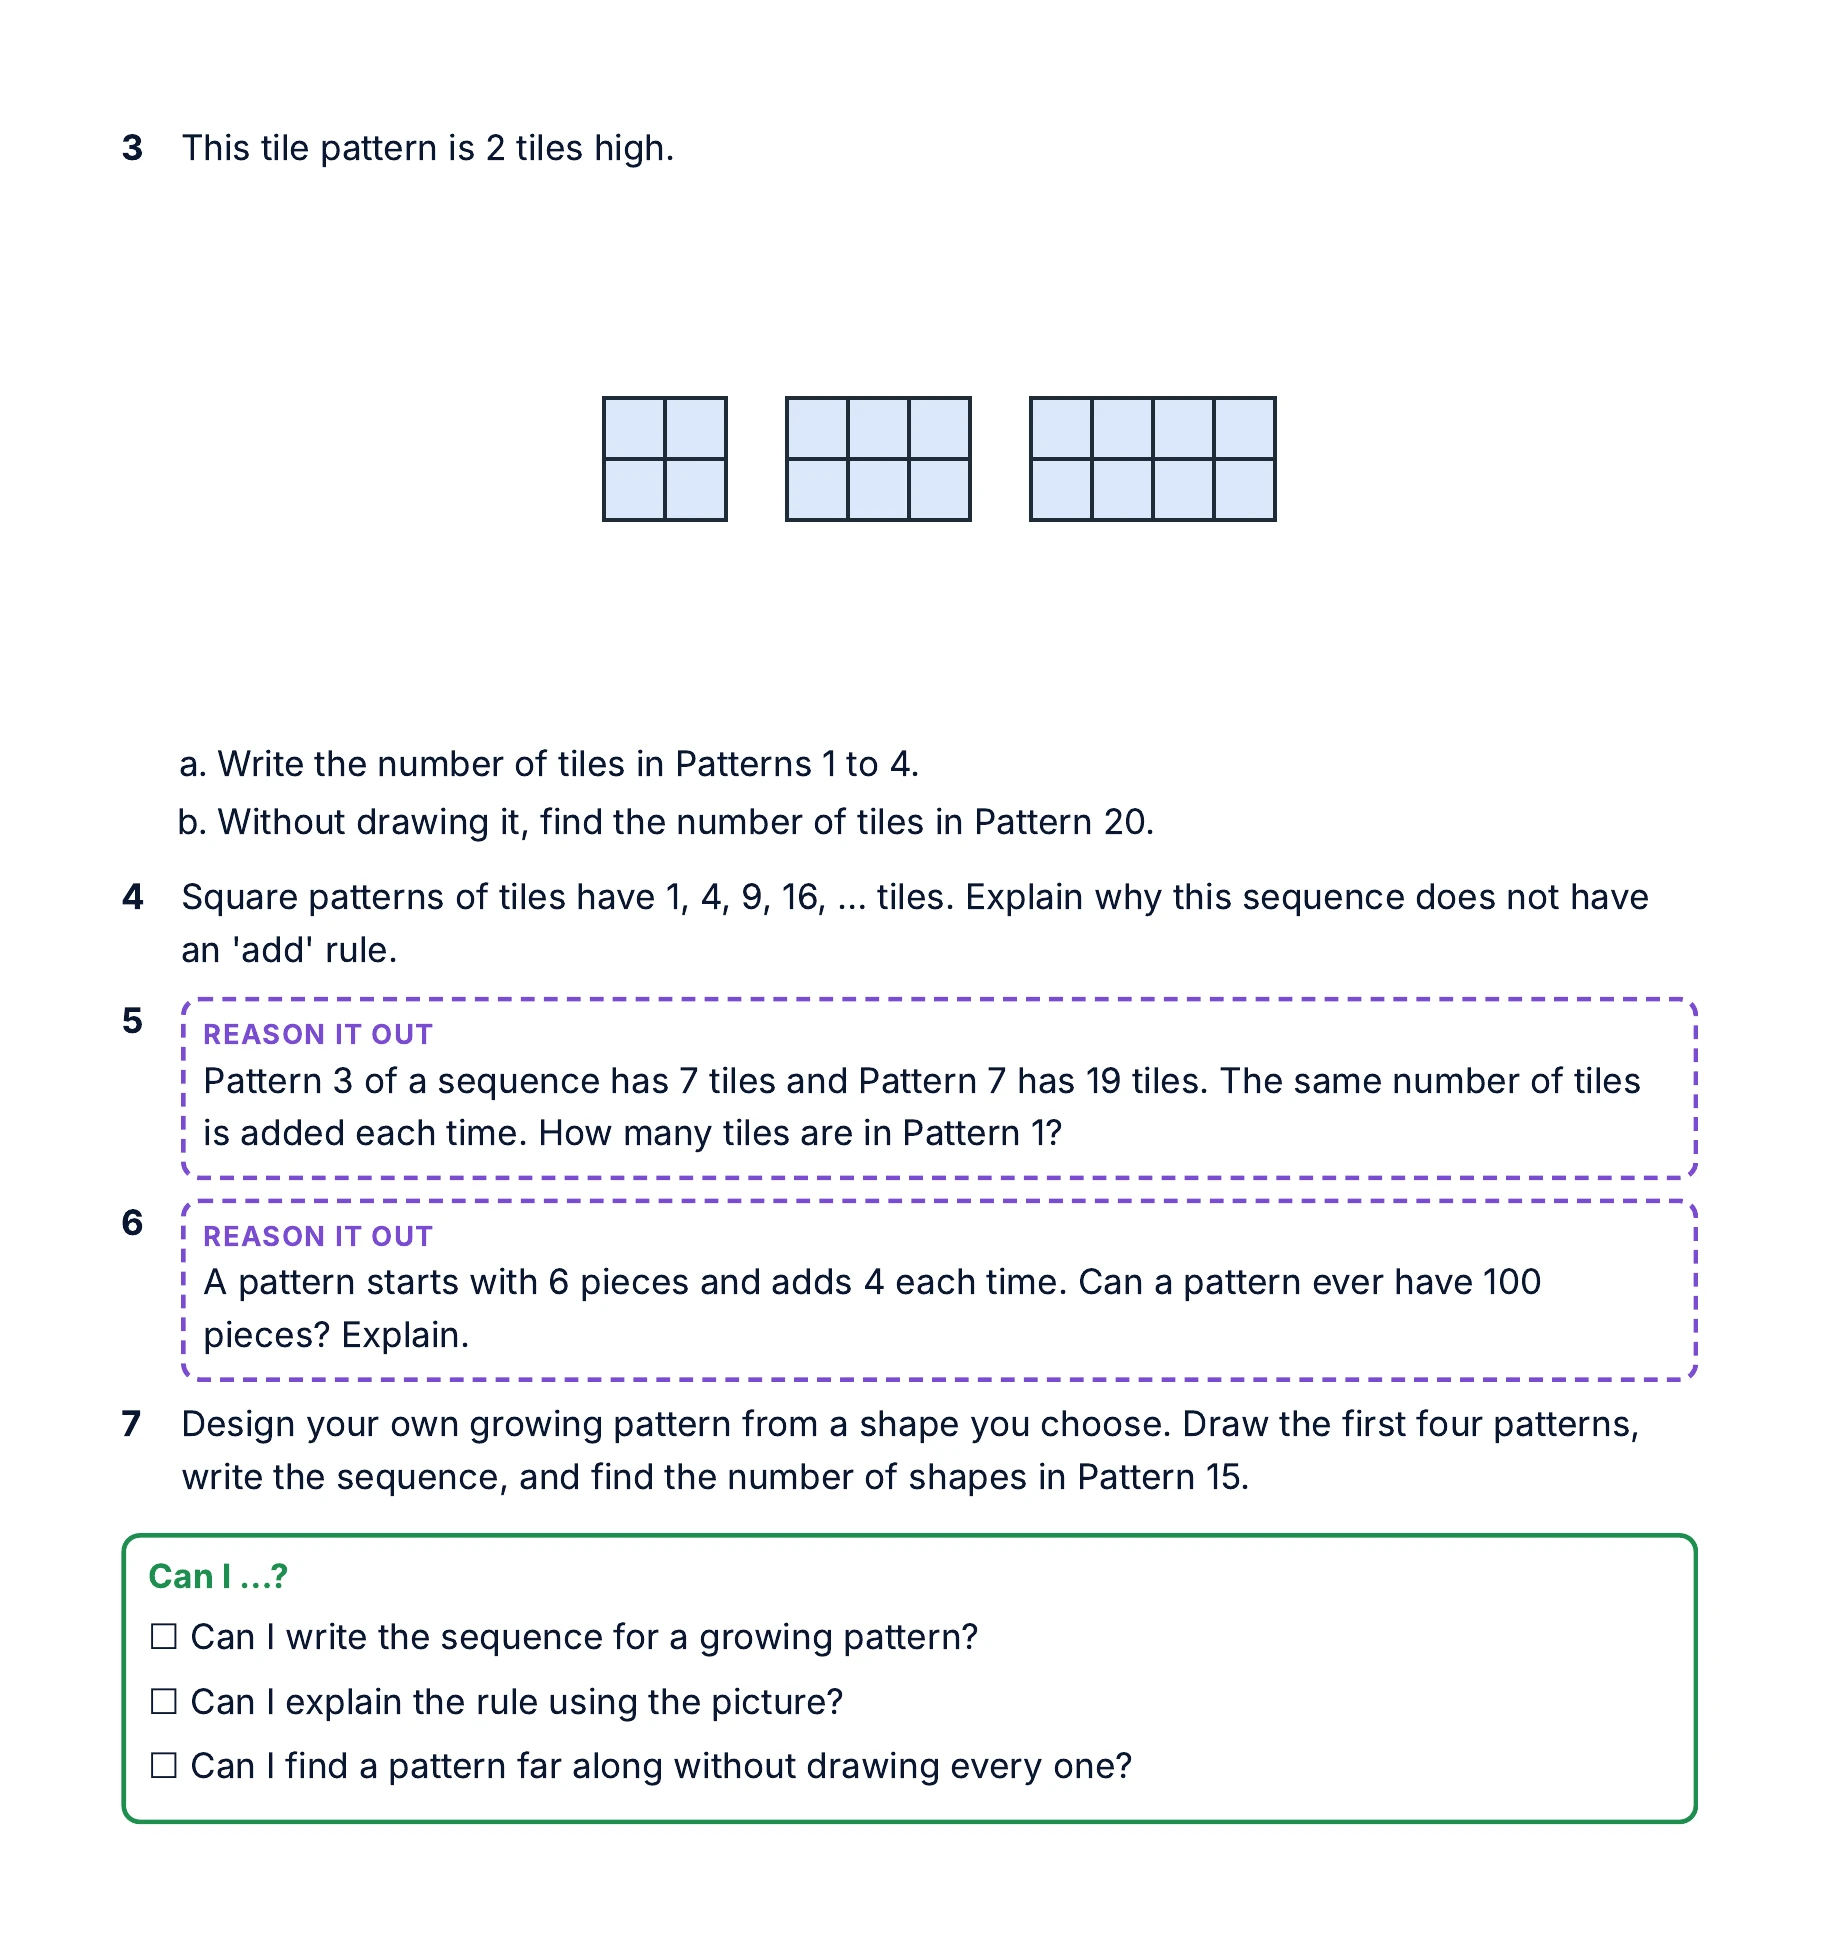 3 This tile pattern is 2 tiles high.
a. Write the number of tiles in Patterns 1 to 4.
b. Without drawing it, find the number of tiles in Pattern 20.
4 Square patterns of tiles have 1, 4, 9, 16, ... tiles. Explain why this sequence does not have
an 'add' rule.
5 REASON IT OUT
Pattern 3 of a sequence has 7 tiles and Pattern 7 has 19 tiles. The same number of tiles
is added each time. How many tiles are in Pattern 1?
6 REASON IT OUT
A pattern starts with 6 pieces and adds 4 each time. Can a pattern ever have 100
pieces? Explain.
7 Design your own growing pattern from a shape you choose. Draw the first four patterns,
write the sequence, and find the number of shapes in Pattern 15.
Can I ...?
☐ Can I write the sequence for a growing pattern?
☐ Can I explain the rule using the picture?
☐ Can I find a pattern far along without drawing every one?